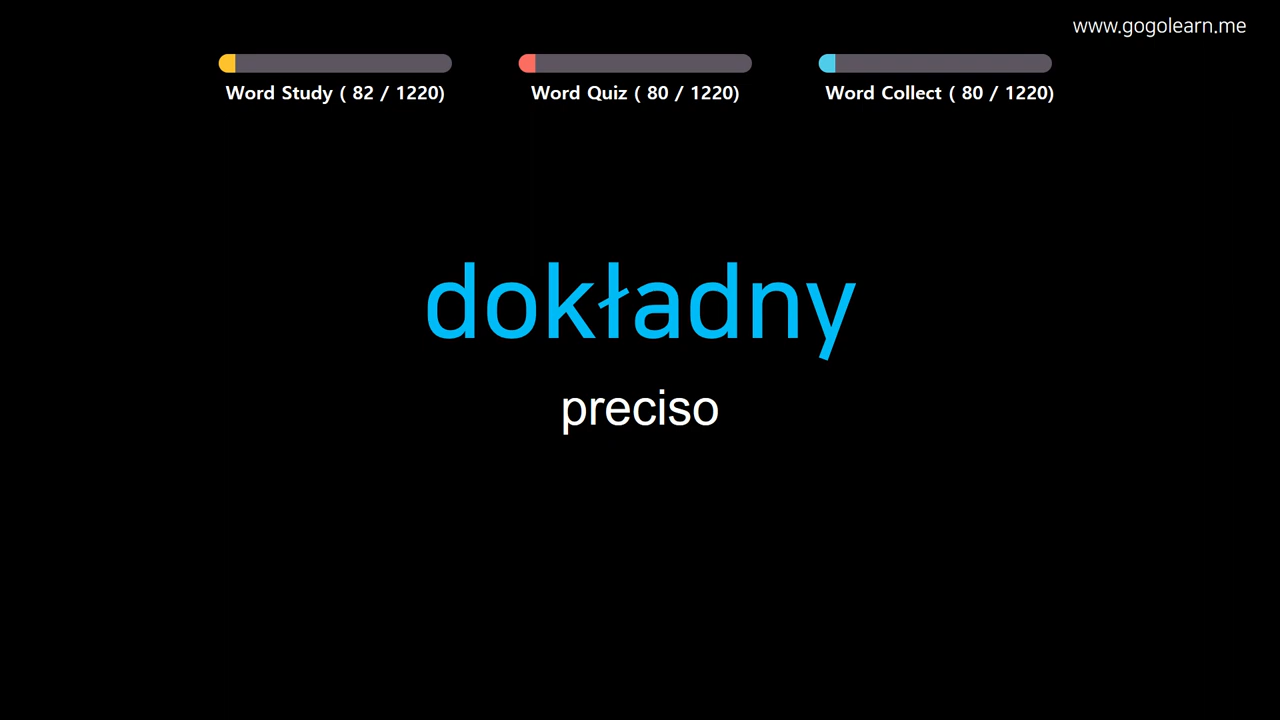 www.gogolearn.me
Word Study ( 82 / 1220)
Word Quiz ( 80 / 1220)
Word Collect ( 80 / 1220)
dokładny
preciso